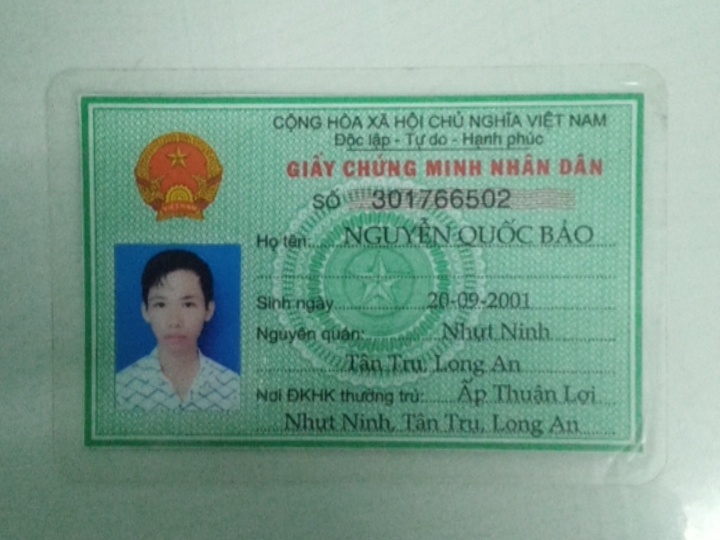 CỘNG HÒA XÃ HỘI CHỦ NGHĨA VIỆT NAM
Độc lập - Tự do - Hạnh phúc
GIẤY CHỨNG MINH NHÂN DÂN
SỐ 301766502
Họ tên: NGUYỄN QUỐC BẢO
Sinh ngày 20-09-2001
Nguyên quán: Nhựt Ninh
Tân Trụ, Long An
Nơi ĐKHK thường trú: Ấp Thuận Lợi
Nhựt Ninh, Tân Trụ, Long An
VIỆT NAM